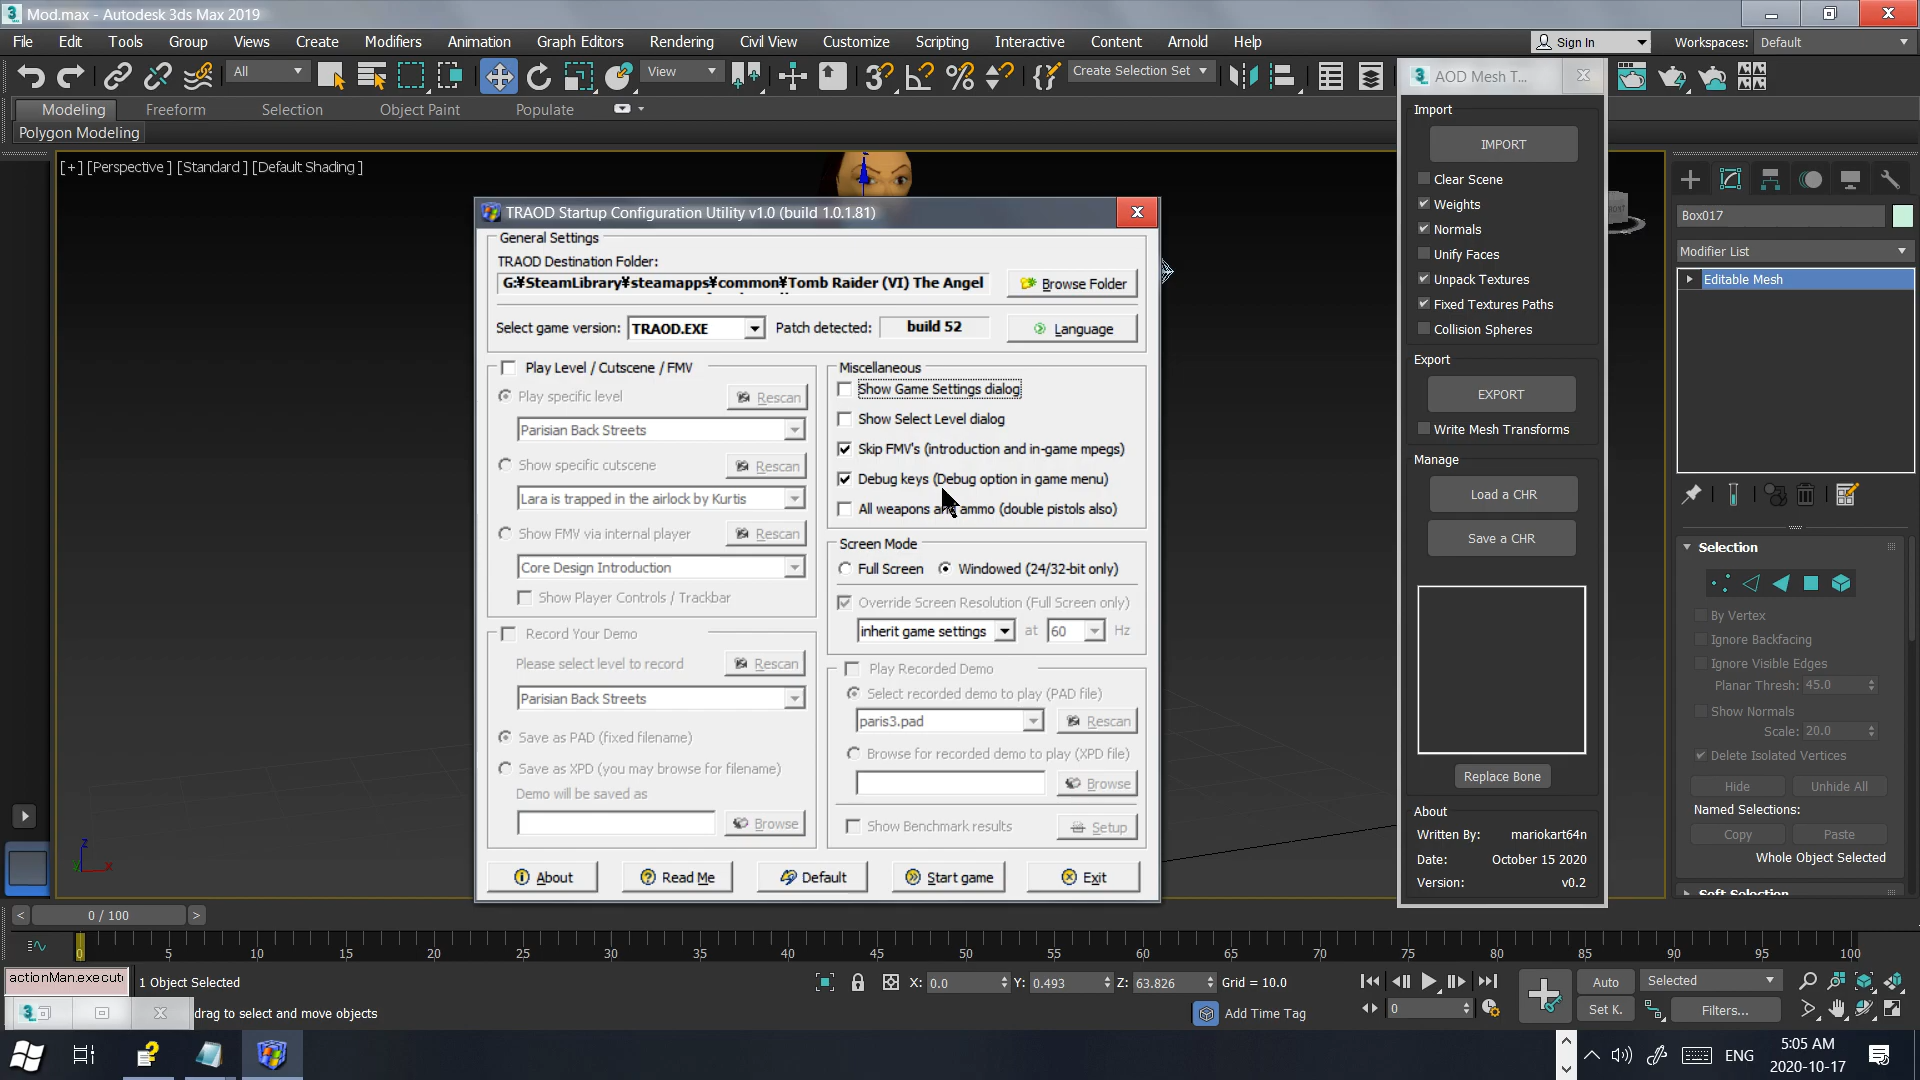 Mod.max - Autodesk 3ds Max 2019
File Edit Tools Group Views Create Modifiers Animation Graph Editors Rendering Civil View Customize Scripting Interactive Content Arnold Help
Sign In
Workspaces: Default
All
View
Create Selection Set
Modeling Freeform Selection Object Paint Populate
Polygon Modeling
[+] [Perspective] [Standard] [Default Shading]
TRAOD Startup Configuration Utility v1.0 (build 1.0.1.81)
General Settings
TRAOD Destination Folder:
G:¥SteamLibrary¥steamapps¥common¥Tomb Raider (VI) The Angel
Browse Folder
Select game version: TRAOD.EXE Patch detected: build 52 Language
Play Level / Cutscene / FMV
Play specific level Rescan
Parisian Back Streets
Show specific cutscene Rescan
Lara is trapped in the airlock by Kurtis
Show FMV via internal player Rescan
Core Design Introduction
Show Player Controls / Trackbar
Record Your Demo
Please select level to record Rescan
Parisian Back Streets
Save as PAD (fixed filename)
Save as XPD (you may browse for filename)
Demo will be saved as
Browse
Miscellaneous
Show Game Settings dialog
Show Select Level dialog
Skip FMV's (introduction and in-game mpegs)
Debug keys (Debug option in game menu)
All weapons and ammo (double pistols also)
Screen Mode
Full Screen Windowed (24/32-bit only)
Override Screen Resolution (Full Screen only)
inherit game settings at 60 Hz
Play Recorded Demo
Select recorded demo to play (PAD file)
paris3.pad Rescan
Browse for recorded demo to play (XPD file)
Browse
Show Benchmark results Setup
About Read Me Default Start game Exit
AOD Mesh T...
Import
IMPORT
Clear Scene
Weights
Normals
Unify Faces
Unpack Textures
Fixed Textures Paths
Collision Spheres
Export
EXPORT
Write Mesh Transforms
Manage
Load a CHR
Save a CHR
Replace Bone
About
Written By: mariokart64n
Date: October 15 2020
Version: v0.2
Box017
Modifier List
Editable Mesh
Selection
By Vertex
Ignore Backfacing
Ignore Visible Edges
Planar Thresh: 45.0
Show Normals
Scale: 20.0
Delete Isolated Vertices
Hide Unhide All
Named Selections:
Copy Paste
Whole Object Selected
Soft Selection
z
y
x
< 0 / 100 >
0 5 10 15 20 25 30 35 40 45 50 55 60 65 70 75 80 85 90 95 100
actionMan.execut
1 Object Selected
X: 0.0 Y: 0.493 Z: 63.826 Grid = 10.0
Auto Selected
drag to select and move objects
Add Time Tag
0
Set K. Filters...
ENG
5:05 AM
2020-10-17